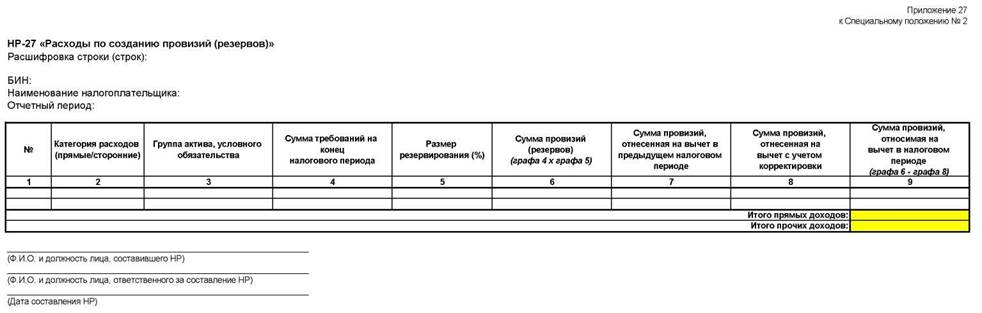 Приложение 27
к Специальному положению № 2
НР-27 «Расходы по созданию провизий (резервов)»
Расшифровка строки (строк):
БИН:
Наименование налогоплательщика:
Отчетный период:
№
Категория расходов
(прямые/сторонние)
Группа актива, условного
обязательства
Сумма требований на
конец
налогового периода
Размер
резервирования (%)
Сумма провизий
(резервов)
(графа 4 х графа 5)
Сумма провизий,
отнесенная на вычет в
предыдущем налоговом
периоде
Сумма провизий,
отнесенная на
вычет с учетом
корректировки
Сумма провизий,
относимая на
вычет в налоговом
периоде
(графа 6 - графа 8)
1 2 3 4 5 6 7 8 9
Итого прямых доходов:
Итого прочих доходов:
(Ф.И.О. и должность лица, составившего НР)
(Ф.И.О. и должность лица, ответственного за составление НР)
(Дата составления НР)